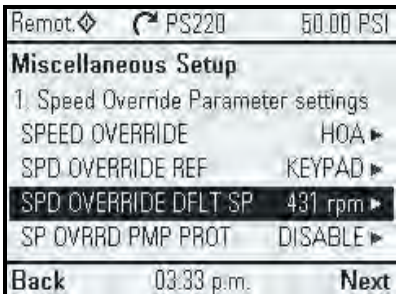 Remot. PS220 50.00 PSI
Miscellaneous Setup
1. Speed Override Parameter settings
SPEED OVERRIDE HOA
SPD OVERRIDE REF KEYPAD
SPD OVERRIDE DFLT SP 431 rpm
SP OVRRD PMP PROT DISABLE
Back 03:33 p.m. Next